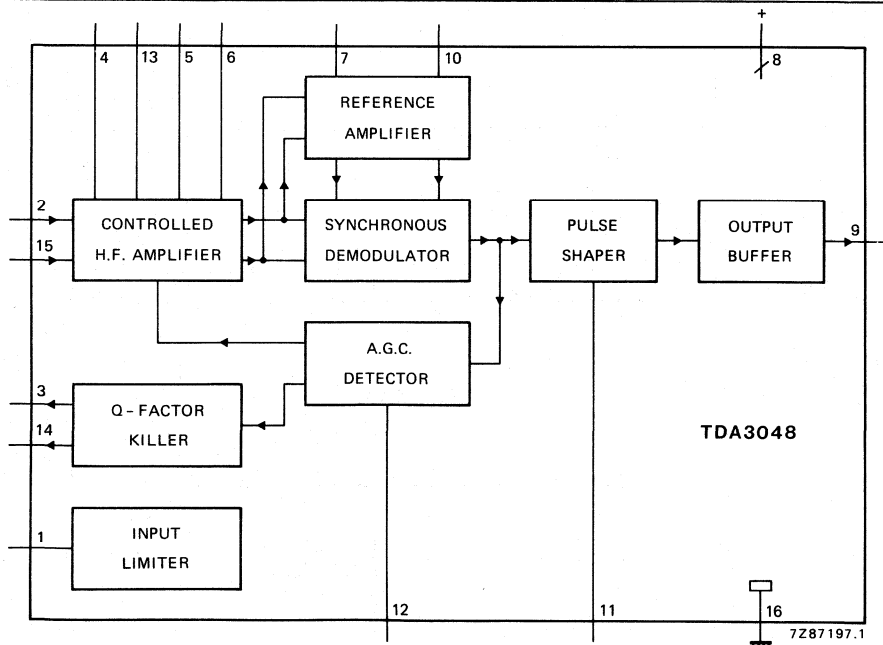 +
4 13 5 6 7 10 8
REFERENCE
AMPLIFIER
2
15
CONTROLLED
H.F. AMPLIFIER
SYNCHRONOUS
DEMODULATOR
PULSE
SHAPER
OUTPUT
BUFFER
9
A.G.C.
DETECTOR
3
14
Q-FACTOR
KILLER
TDA3048
1
INPUT
LIMITER
12 11 16
7Z87197.1